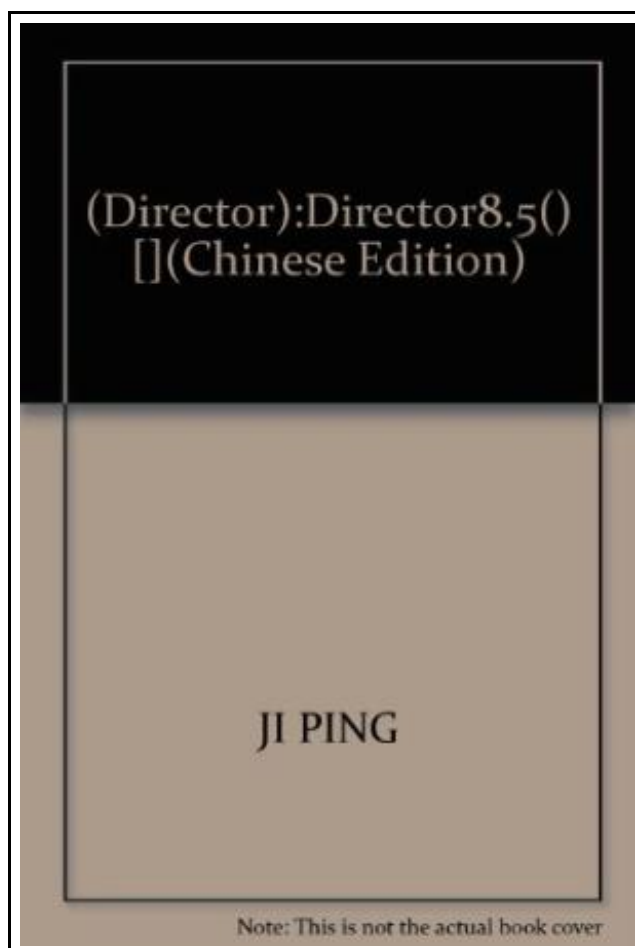 (Director):Director8.5()
[](Chinese Edition)
JI PING
Note: This is not the actual book cover